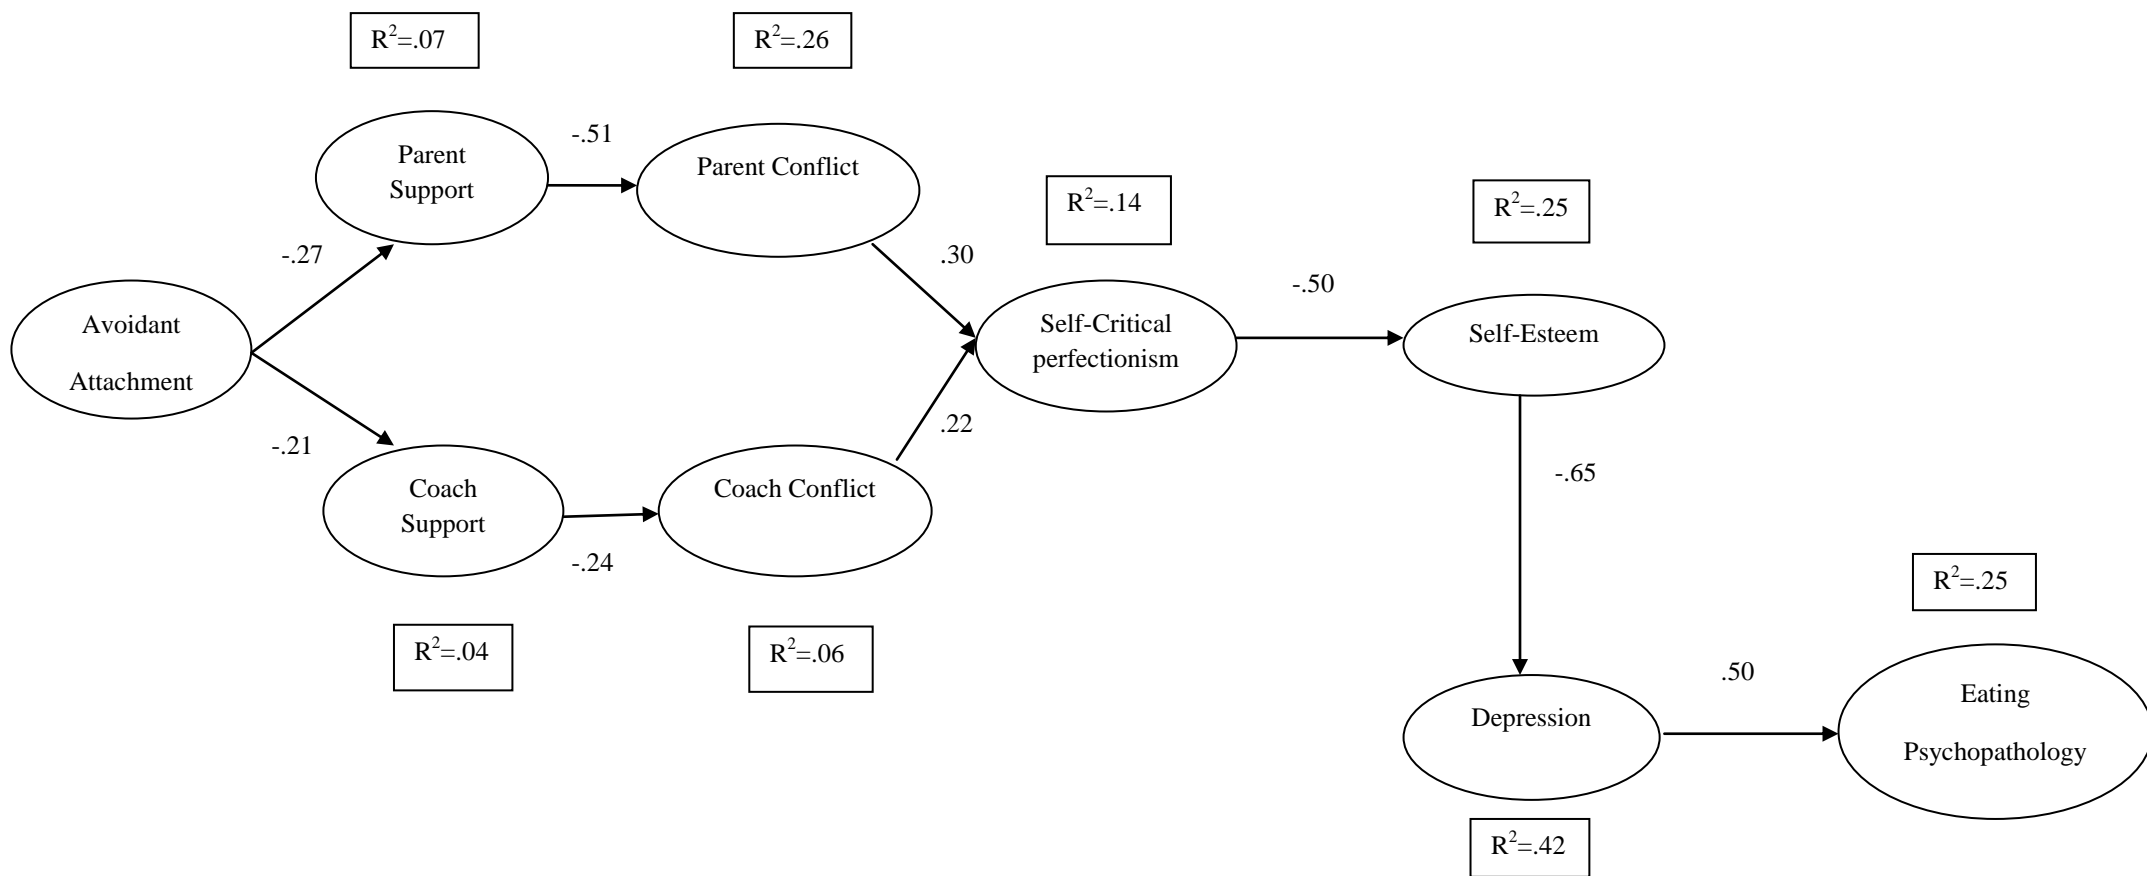 R²=.07
R²=.26
Parent
Support
-.51
Parent Conflict
R²=.14
R²=.25
-.27
.30
-.50
Avoidant
Attachment
Self-Critical
perfectionism
Self-Esteem
-.21
.22
Coach
Support
-.24
Coach Conflict
-.65
R²=.04
R²=.06
R²=.25
Depression
.50
Eating
Psychopathology
R²=.42